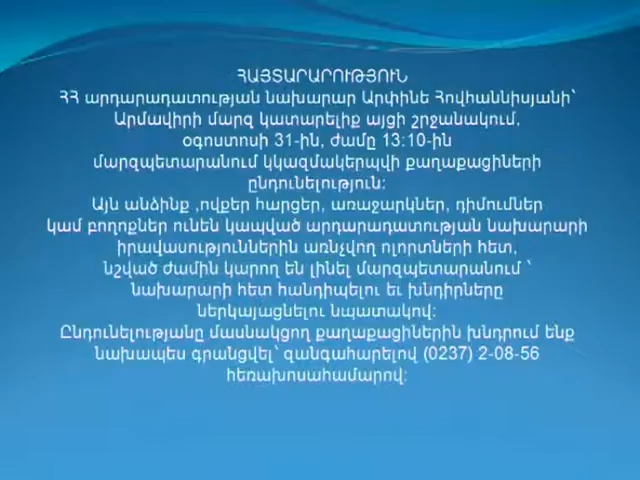 ՀԱՅՏԱՐԱՐՈՒԹՅՈՒՆ
ՀՀ արդարադատության նախարար Արփինե Հովհաննիսյանի՝
Արմավիրի մարզ կատարելիք այցի շրջանակում,
օգոստոսի 31-ին, ժամը 13:10-ին
մարզպետարանում կկազմակերպվի քաղաքացիների
ընդունելություն:
Այն անձինք ,ովքեր հարցեր, առաջարկներ, դիմումներ
կամ բողոքներ ունեն կապված արդարադատության նախարարի
իրավասություններին առնչվող ոլորտների հետ,
նշված ժամին կարող են լինել մարզպետարանում ՝
նախարարի հետ հանդիպելու եւ խնդիրները
ներկայացնելու նպատակով:
Ընդունելությանը մասնակցող քաղաքացիներին խնդրում ենք
նախապես գրանցվել՝ զանգահարելով (0237) 2-08-56
հեռախոսահամարով: